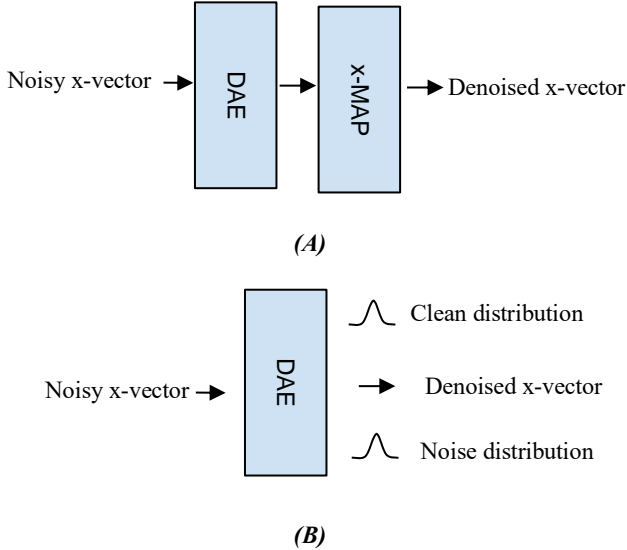 Noisy x-vector DAE x-MAP Denoised x-vector
(A)
Clean distribution
Noisy x-vector DAE Denoised x-vector
Noise distribution
(B)